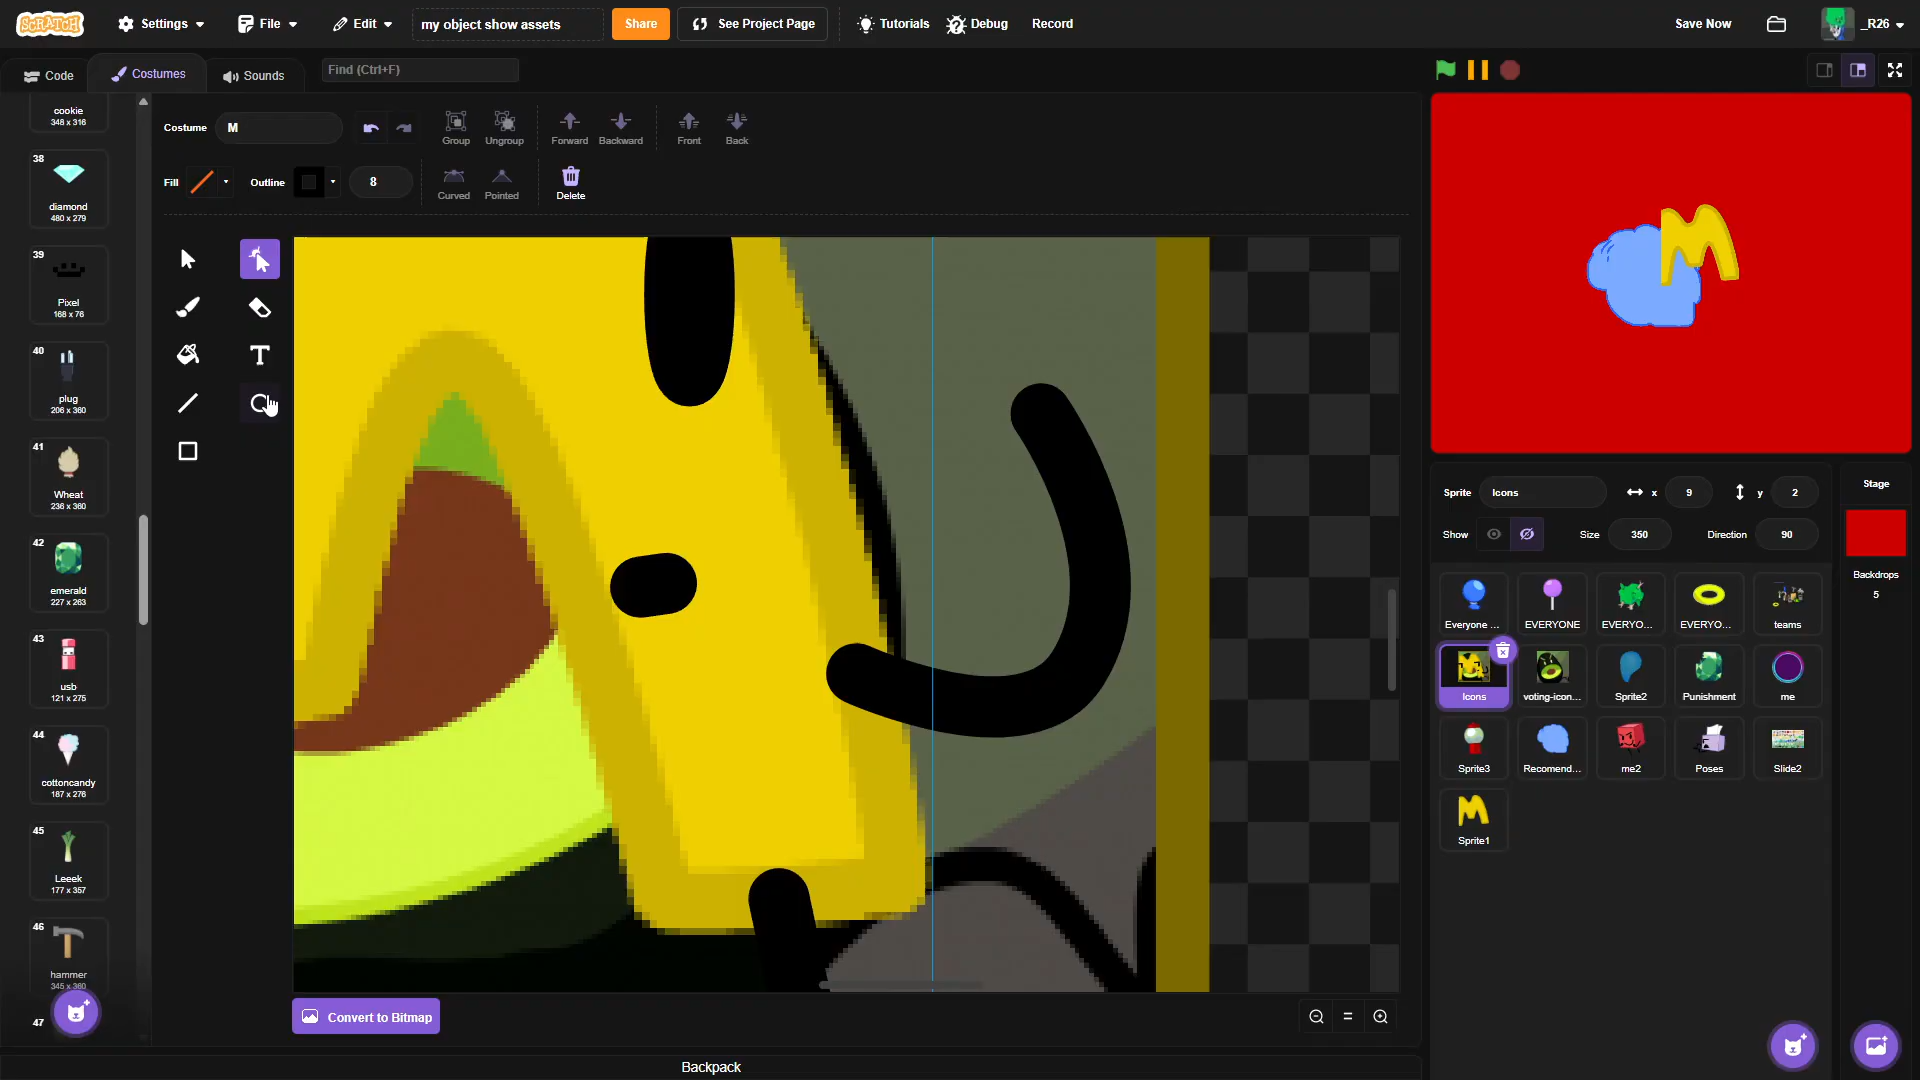 SCRATCH
Settings
File
Edit
my object show assets
Share
See Project Page
Tutorials
Debug
Record
Save Now
_R26
Code
Costumes
Sounds
Find (Ctrl+F)
cookie
348 x 316
38
diamond
480 x 279
39
Pixel
168 x 76
40
plug
206 x 360
41
Wheat
236 x 360
42
emerald
227 x 263
43
usb
121 x 275
44
cottoncandy
187 x 276
45
Leeek
177 x 357
46
hammer
345 x 360
47
Costume
M
Group
Ungroup
Forward
Backward
Front
Back
Fill
Outline
8
Curved
Pointed
Delete
Convert to Bitmap
Backpack
Sprite
Icons
x
9
y
2
Show
Size
350
Direction
90
Everyone ...
EVERYONE
EVERYO...
EVERYO...
teams
Icons
voting-icon...
Sprite2
Punishment
me
Sprite3
Recomend...
me2
Poses
Slide2
Sprite1
Stage
Backdrops
5